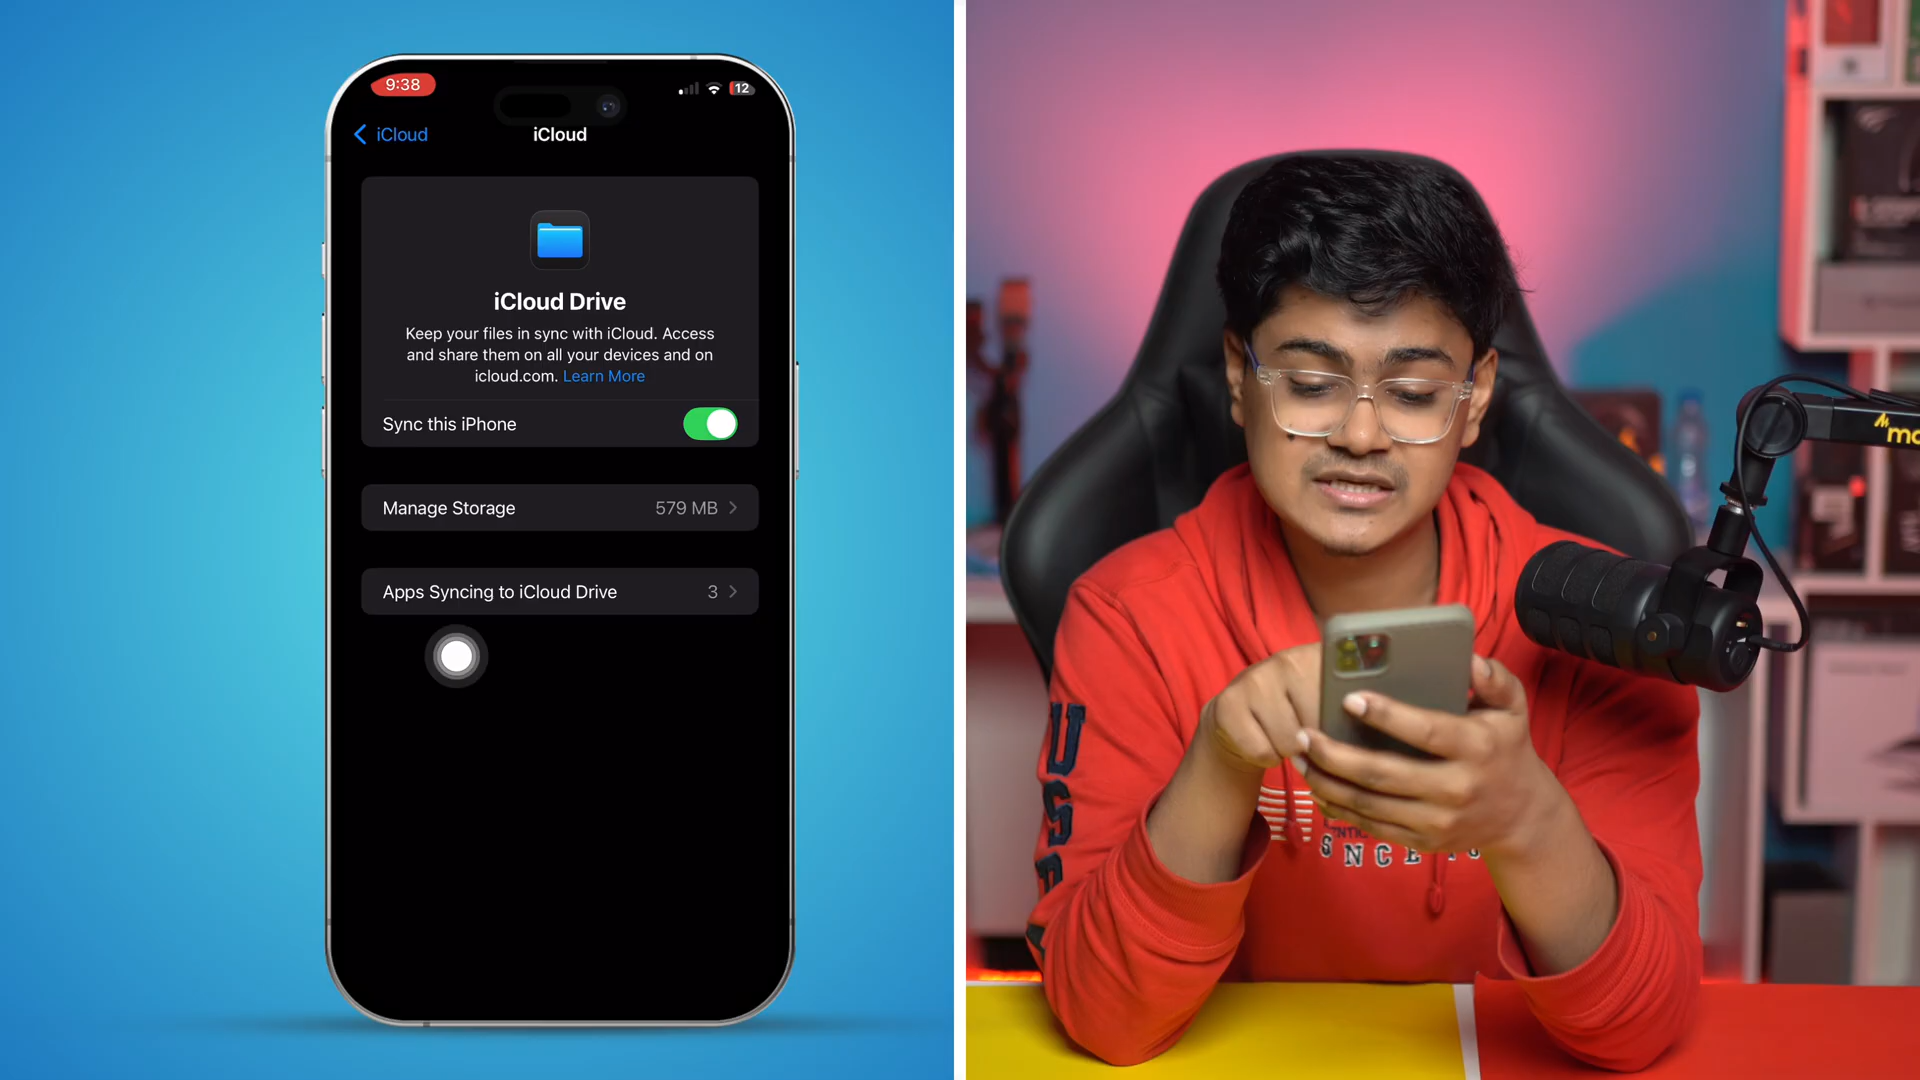 9:38
12
iCloud
iCloud
iCloud Drive
Keep your files in sync with iCloud. Access
and share them on all your devices and on
icloud.com. Learn More
Sync this iPhone
Manage Storage 579 MB
Apps Syncing to iCloud Drive 3
USA